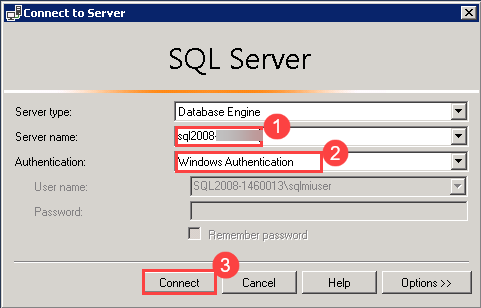 Connect to Server
SQL Server
Server type: Database Engine
Server name: sql2008- 1
Authentication: Windows Authentication 2
User name: SQL2008-1460013\sqlmiuser
Password:
Remember password
3
Connect Cancel Help Options >>